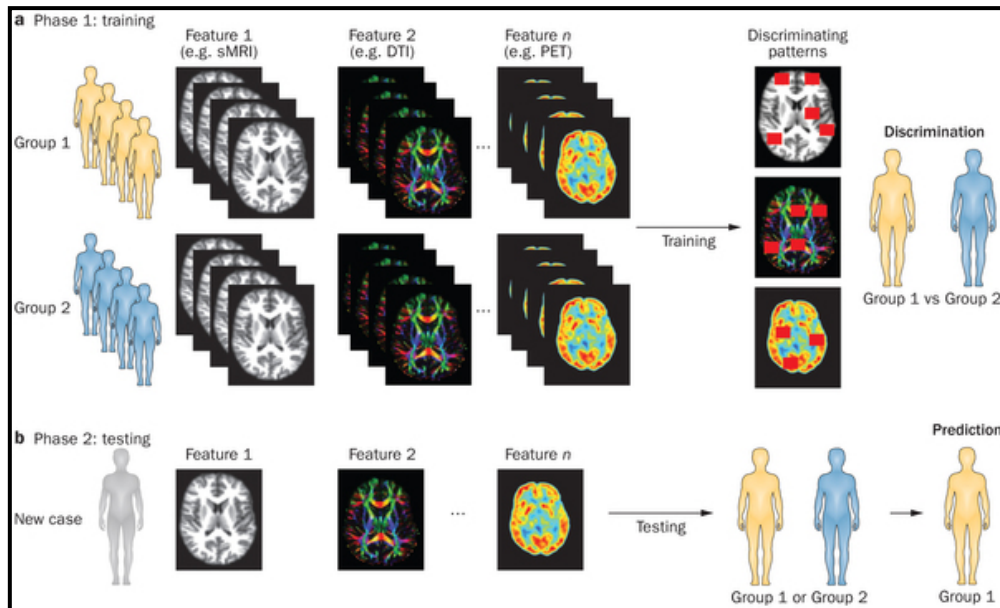 a Phase 1: training
Feature 1
(e.g. sMRI)
Feature 2
(e.g. DTI)
Feature n
(e.g. PET)
Discriminating
patterns
Group 1
...
Discrimination
Training
Group 2
...
Group 1 vs Group 2
b Phase 2: testing
Feature 1
Feature 2
Feature n
Prediction
New case
...
Testing
Group 1 or Group 2
Group 1